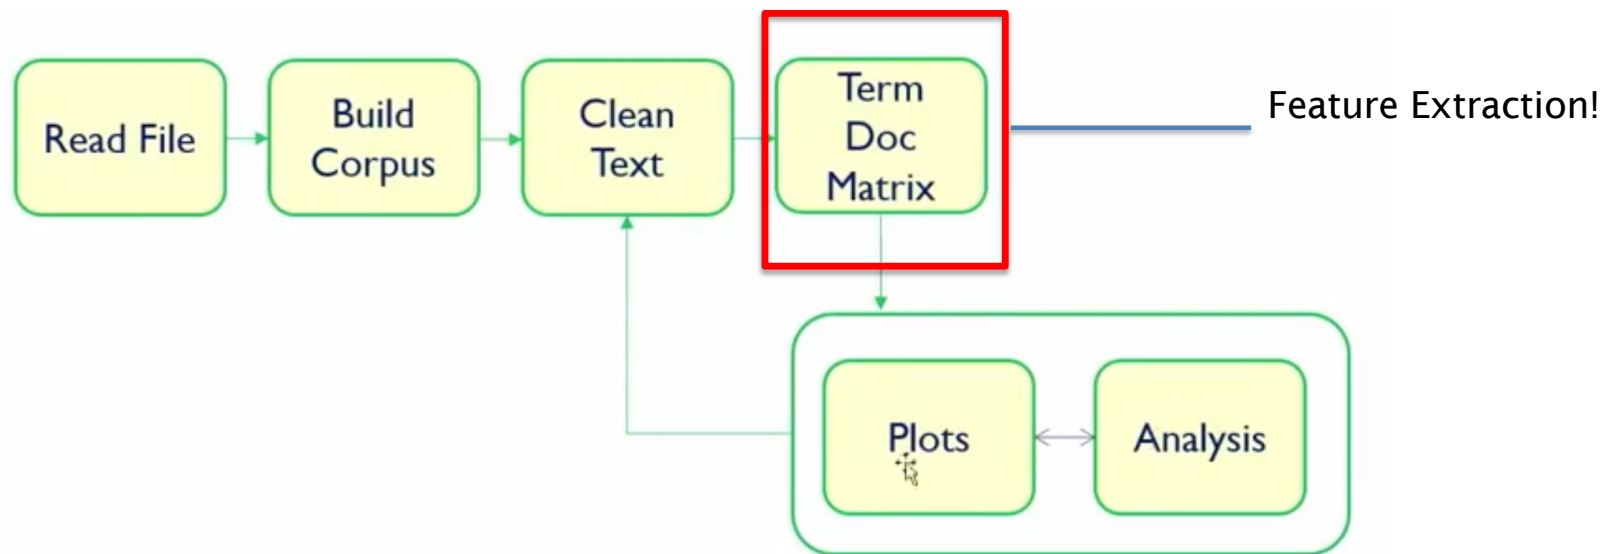 Read File
Build
Corpus
Clean
Text
Term
Doc
Matrix
Feature Extraction!
Plots
Analysis